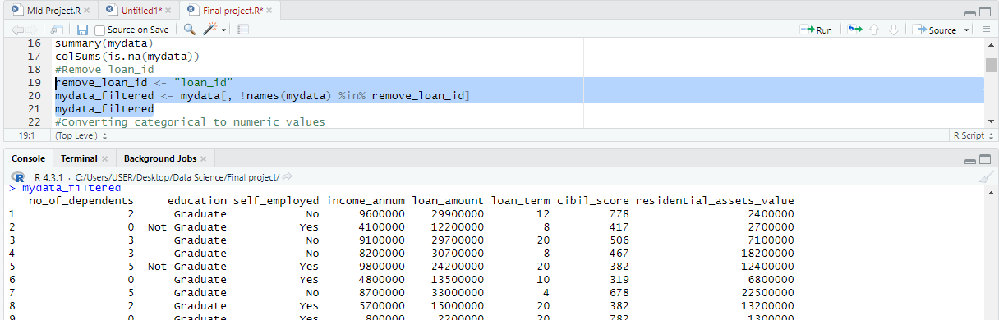 Mid Project.R × Untitled1* × Final project.R* ×
Source on Save Run Source
16 summary(mydata)
17 colSums(is.na(mydata))
18 #Remove loan_id
19 remove_loan_id <- "loan_id"
20 mydata_filtered <- mydata[, !names(mydata) %in% remove_loan_id]
21 mydata_filtered
22 #Converting categorical to numeric values
19:1 (Top Level) R Script
Console Terminal × Background Jobs ×
R 4.3.1 · C:/Users/USER/Desktop/Data Science/Final project/
> mydata_filtered
no_of_dependents education self_employed income_annum loan_amount loan_term cibil_score residential_assets_value
1 2 Graduate No 9600000 29900000 12 778 2400000
2 0 Not Graduate Yes 4100000 12200000 8 417 2700000
3 3 Graduate No 9100000 29700000 20 506 7100000
4 3 Graduate No 8200000 30700000 8 467 18200000
5 5 Not Graduate Yes 9800000 24200000 20 382 12400000
6 0 Graduate Yes 4800000 13500000 10 319 6800000
7 5 Graduate No 8700000 33000000 4 678 22500000
8 2 Graduate Yes 5700000 15000000 20 382 13200000
9 0 Graduate Yes 800000 2200000 20 782 1300000